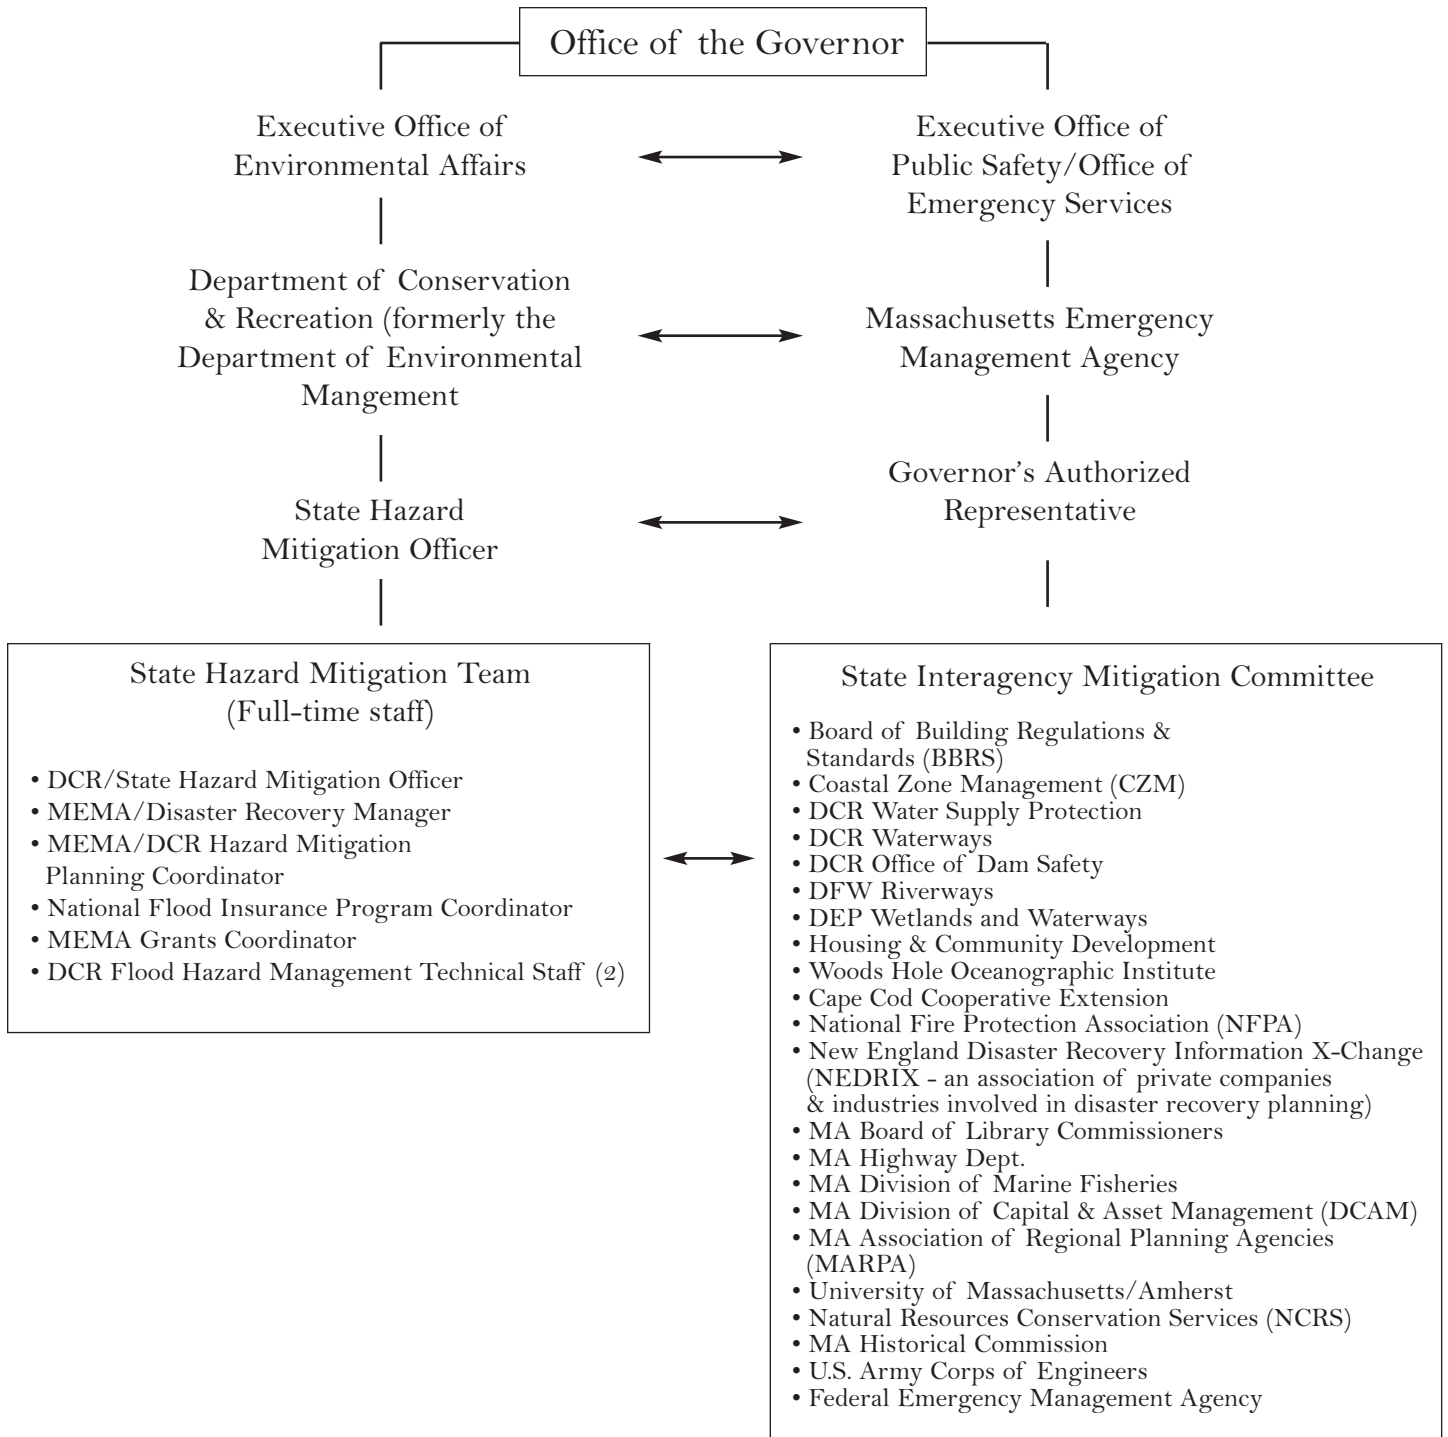 Office of the Governor
Executive Office of
Environmental Affairs
Executive Office of
Public Safety/Office of
Emergency Services
Department of Conservation
& Recreation (formerly the
Department of Environmental
Mangement
Massachusetts Emergency
Management Agency
State Hazard
Mitigation Officer
Governor's Authorized
Representative
State Hazard Mitigation Team
(Full-time staff)
• DCR/State Hazard Mitigation Officer
• MEMA/Disaster Recovery Manager
• MEMA/DCR Hazard Mitigation
Planning Coordinator
• National Flood Insurance Program Coordinator
• MEMA Grants Coordinator
• DCR Flood Hazard Management Technical Staff (2)
State Interagency Mitigation Committee
• Board of Building Regulations &
Standards (BBRS)
• Coastal Zone Management (CZM)
• DCR Water Supply Protection
• DCR Waterways
• DCR Office of Dam Safety
• DFW Riverways
• DEP Wetlands and Waterways
• Housing & Community Development
• Woods Hole Oceanographic Institute
• Cape Cod Cooperative Extension
• National Fire Protection Association (NFPA)
• New England Disaster Recovery Information X-Change
(NEDRIX - an association of private companies
& industries involved in disaster recovery planning)
• MA Board of Library Commissioners
• MA Highway Dept.
• MA Division of Marine Fisheries
• MA Division of Capital & Asset Management (DCAM)
• MA Association of Regional Planning Agencies
(MARPA)
• University of Massachusetts/Amherst
• Natural Resources Conservation Services (NCRS)
• MA Historical Commission
• U.S. Army Corps of Engineers
• Federal Emergency Management Agency